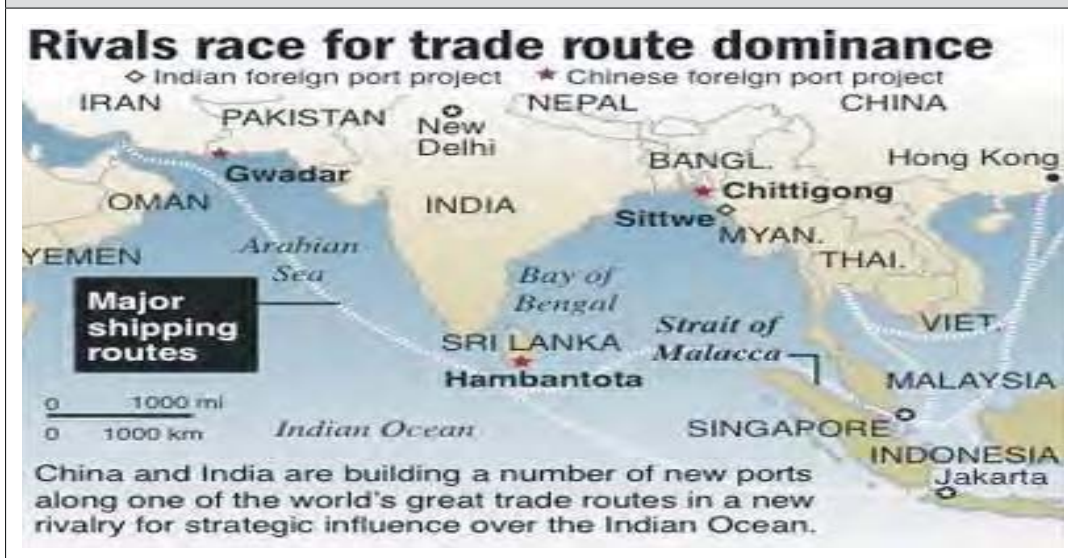 Rivals race for trade route dominance
Indian foreign port project Chinese foreign port project
IRAN
PAKISTAN
New
Delhi
NEPAL
CHINA
Gwadar
BANGL.
Hong Kong
Chittigong
OMAN
INDIA
Sittwe
MYAN.
YEMEN
Arabian
Sea
THAI.
Bay of
Bengal
Major
shipping
routes
SRI LANKA
Hambantota
Strait of
Malacca
VIET.
MALAYSIA
0 1000 mi
0 1000 km
Indian Ocean
SINGAPORE
INDONESIA
Jakarta
China and India are building a number of new ports
along one of the world's great trade routes in a new
rivalry for strategic influence over the Indian Ocean.